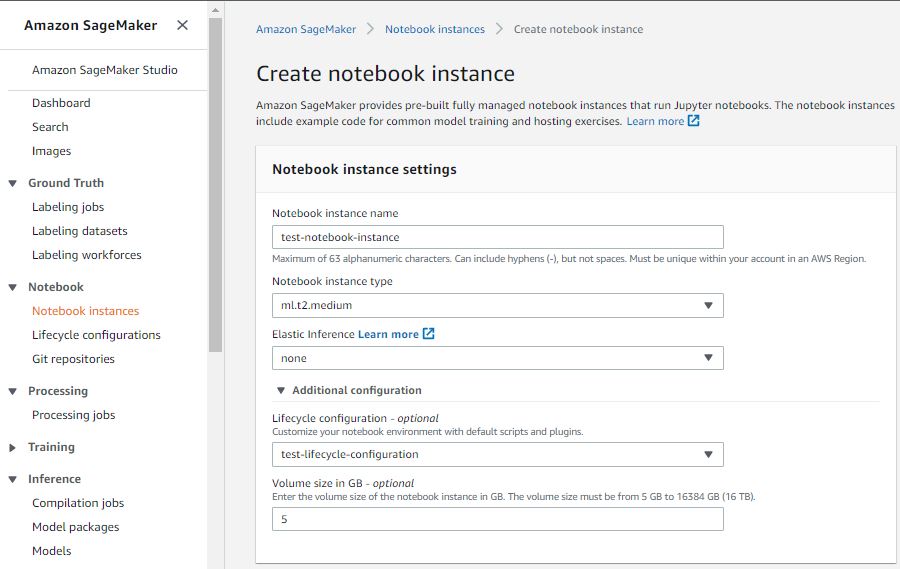 Amazon SageMaker
Amazon SageMaker Studio
Dashboard
Search
Images
Ground Truth
Labeling jobs
Labeling datasets
Labeling workforces
Notebook
Notebook instances
Lifecycle configurations
Git repositories
Processing
Processing jobs
Training
Inference
Compilation jobs
Model packages
Models
Amazon SageMaker > Notebook instances > Create notebook instance
Create notebook instance
Amazon SageMaker provides pre-built fully managed notebook instances that run Jupyter notebooks. The notebook instances
include example code for common model training and hosting exercises. Learn more
Notebook instance settings
Notebook instance name
test-notebook-instance
Maximum of 63 alphanumeric characters. Can include hyphens (-), but not spaces. Must be unique within your account in an AWS Region.
Notebook instance type
ml.t2.medium
Elastic Inference Learn more
none
Additional configuration
Lifecycle configuration - optional
Customize your notebook environment with default scripts and plugins.
test-lifecycle-configuration
Volume size in GB - optional
Enter the volume size of the notebook instance in GB. The volume size must be from 5 GB to 16384 GB (16 TB).
5